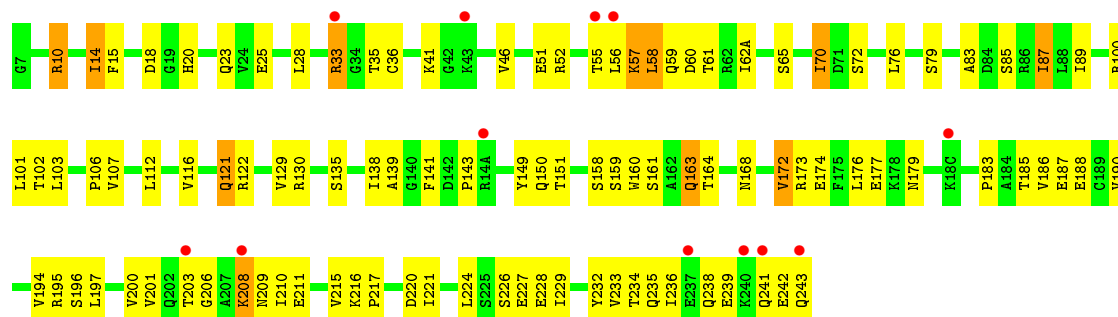 G7 R10 I14 F15 D18 G19 H20 Q23 V24 E25 L28 R33 G34 T35 C36 K41 G42 K43 V46 E51 R52 T55 L56 K57 L58 Q59 D60 T61 R62 I62A S65 I70 D71 S72 L76 S79 A83 D84 S85 R86 I87 L88 I89 R100
L101 T102 L103 P106 V107 L112 V116 Q121 R122 V129 R130 S135 I138 A139 G140 F141 D142 P143 R14A Y149 Q150 T151 S158 S159 W160 S161 A162 Q163 T164 N168 V172 R173 E174 F175 L176 E177 K178 N179 K18C P183 A184 T185 V186 E187 E188 C189 V190
V194 R195 S196 L197 V200 V201 Q202 T203 G206 A207 K208 N209 I210 E211 V215 K216 P217 D220 I221 L224 S225 S226 E227 E228 I229 Y232 V233 T234 Q235 I236 E237 Q238 E239 K240 Q241 E242 Q243